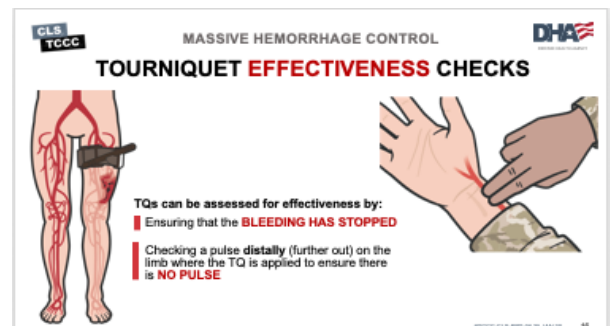 CLS
TCCC
MASSIVE HEMORRHAGE CONTROL
DHA
TOURNIQUET EFFECTIVENESS CHECKS
TQs can be assessed for effectiveness by:
Ensuring that the BLEEDING HAS STOPPED
Checking a pulse distally (further out) on the
limb where the TQ is applied to ensure there
is NO PULSE